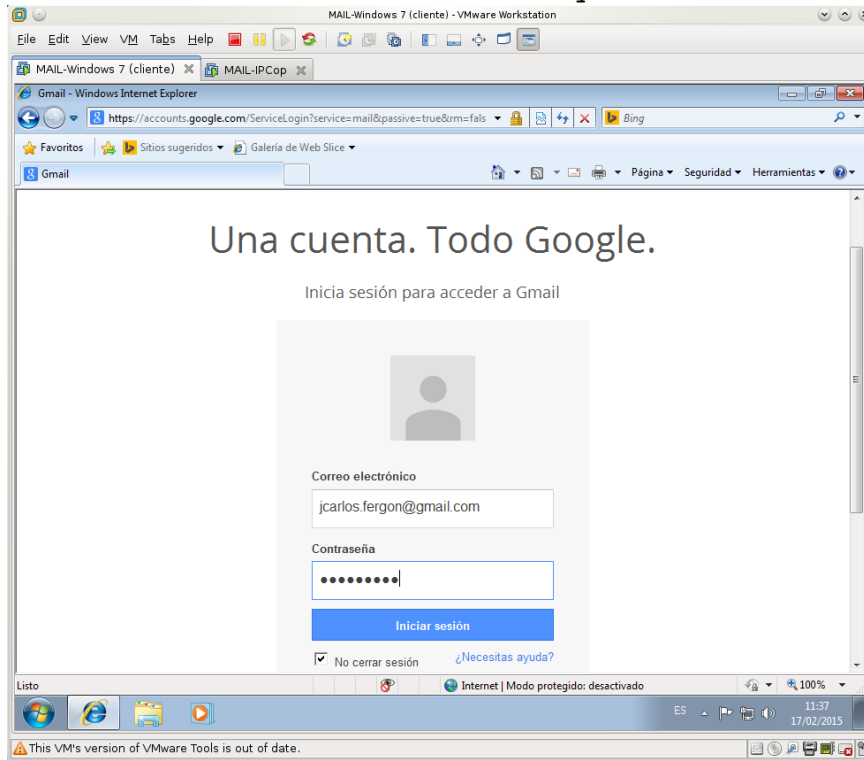 MAIL-Windows 7 (cliente) - VMware Workstation
File Edit View VM Tabs Help
MAIL-Windows 7 (cliente) MAIL-IPCop
Gmail - Windows Internet Explorer
https://accounts.google.com/ServiceLogin?service=mail&passive=true&rm=fals Bing
Favoritos Sitios sugeridos Galería de Web Slice
Gmail Página Seguridad Herramientas
Una cuenta. Todo Google.
Inicia sesión para acceder a Gmail
Correo electrónico
jcarlos.fergon@gmail.com
Contraseña
•••••••••
Iniciar sesión
No cerrar sesión ¿Necesitas ayuda?
Listo Internet | Modo protegido: desactivado 100%
ES 11:37
17/02/2015
This VM's version of VMware Tools is out of date.